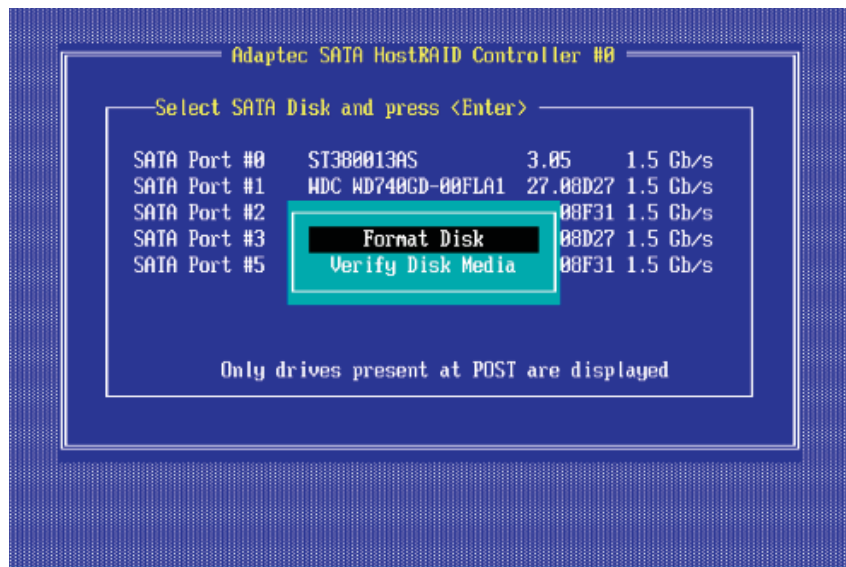 Adaptec SATA HostRAID Controller #0
Select SATA Disk and press <Enter>
SATA Port #0 ST380013AS 3.05 1.5 Gb/s
SATA Port #1 WDC WD740GD-00FLA1 27.08D27 1.5 Gb/s
SATA Port #2 08F31 1.5 Gb/s
SATA Port #3 Format Disk 08D27 1.5 Gb/s
SATA Port #5 Verify Disk Media 08F31 1.5 Gb/s
Only drives present at POST are displayed